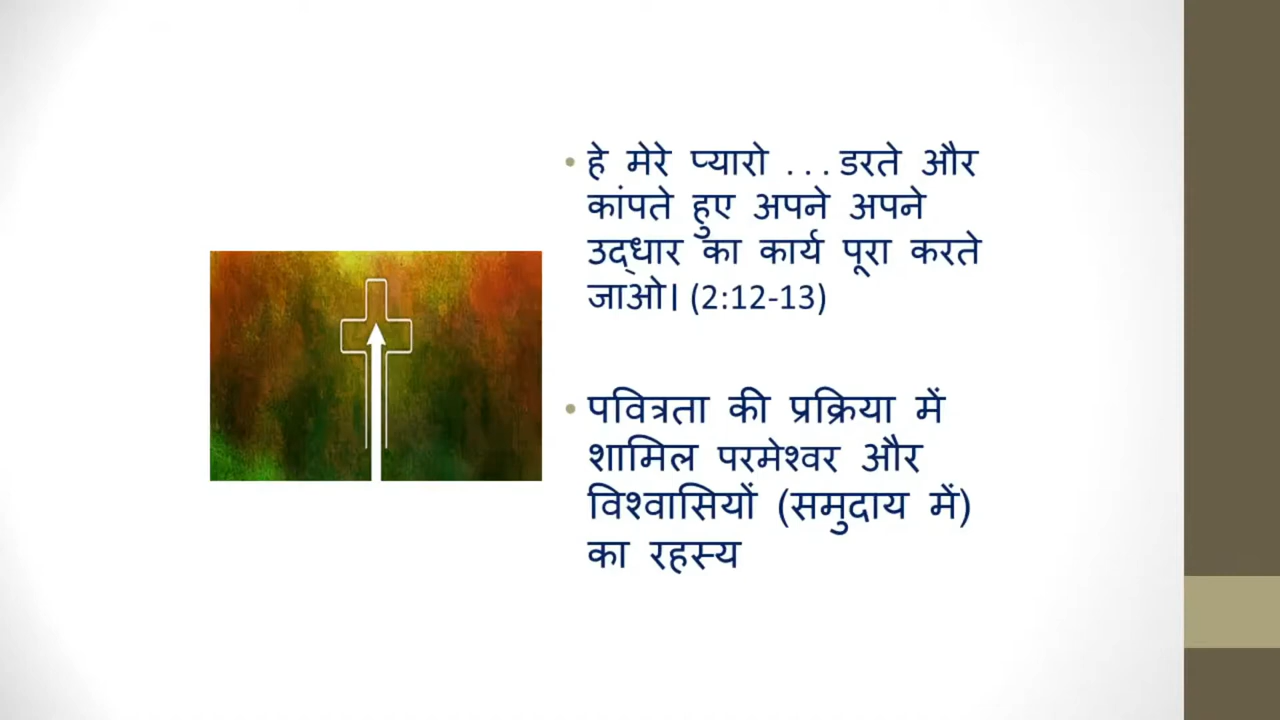 • हे मेरे प्यारो ...डरते और
कांपते हुए अपने अपने
उद्धार का कार्य पूरा करते
जाओ। (2:12-13)
• पवित्रता की प्रक्रिया में
शामिल परमेश्वर और
विश्वासियों (समुदाय में)
का रहस्य